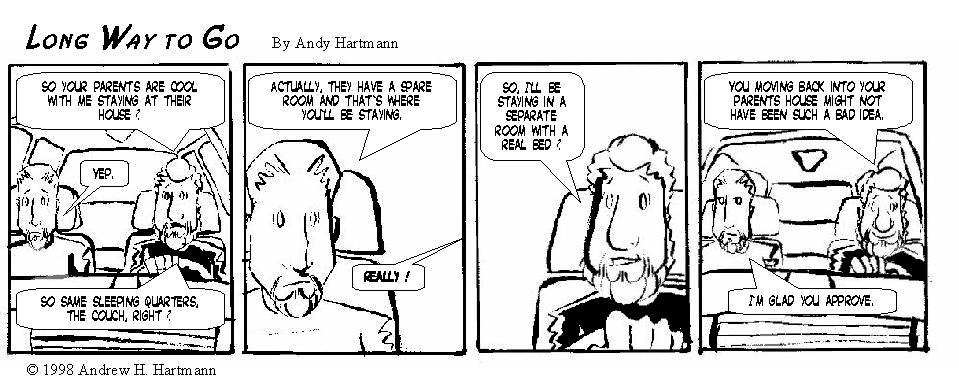 LONG WAY TO GO
By Andy Hartmann
SO YOUR PARENTS ARE COOL
WITH ME STAYING AT THEIR
HOUSE ?
YEP.
SO SAME SLEEPING QUARTERS,
THE COUCH, RIGHT ?
ACTUALLY, THEY HAVE A SPARE
ROOM AND THAT'S WHERE
YOU'LL BE STAYING.
REALLY !
SO, I'LL BE
STAYING IN A
SEPARATE
ROOM WITH A
REAL BED ?
YOU MOVING BACK INTO YOUR
PARENTS HOUSE MIGHT NOT
HAVE BEEN SUCH A BAD IDEA.
I'M GLAD YOU APPROVE.
© 1998 Andrew H. Hartmann